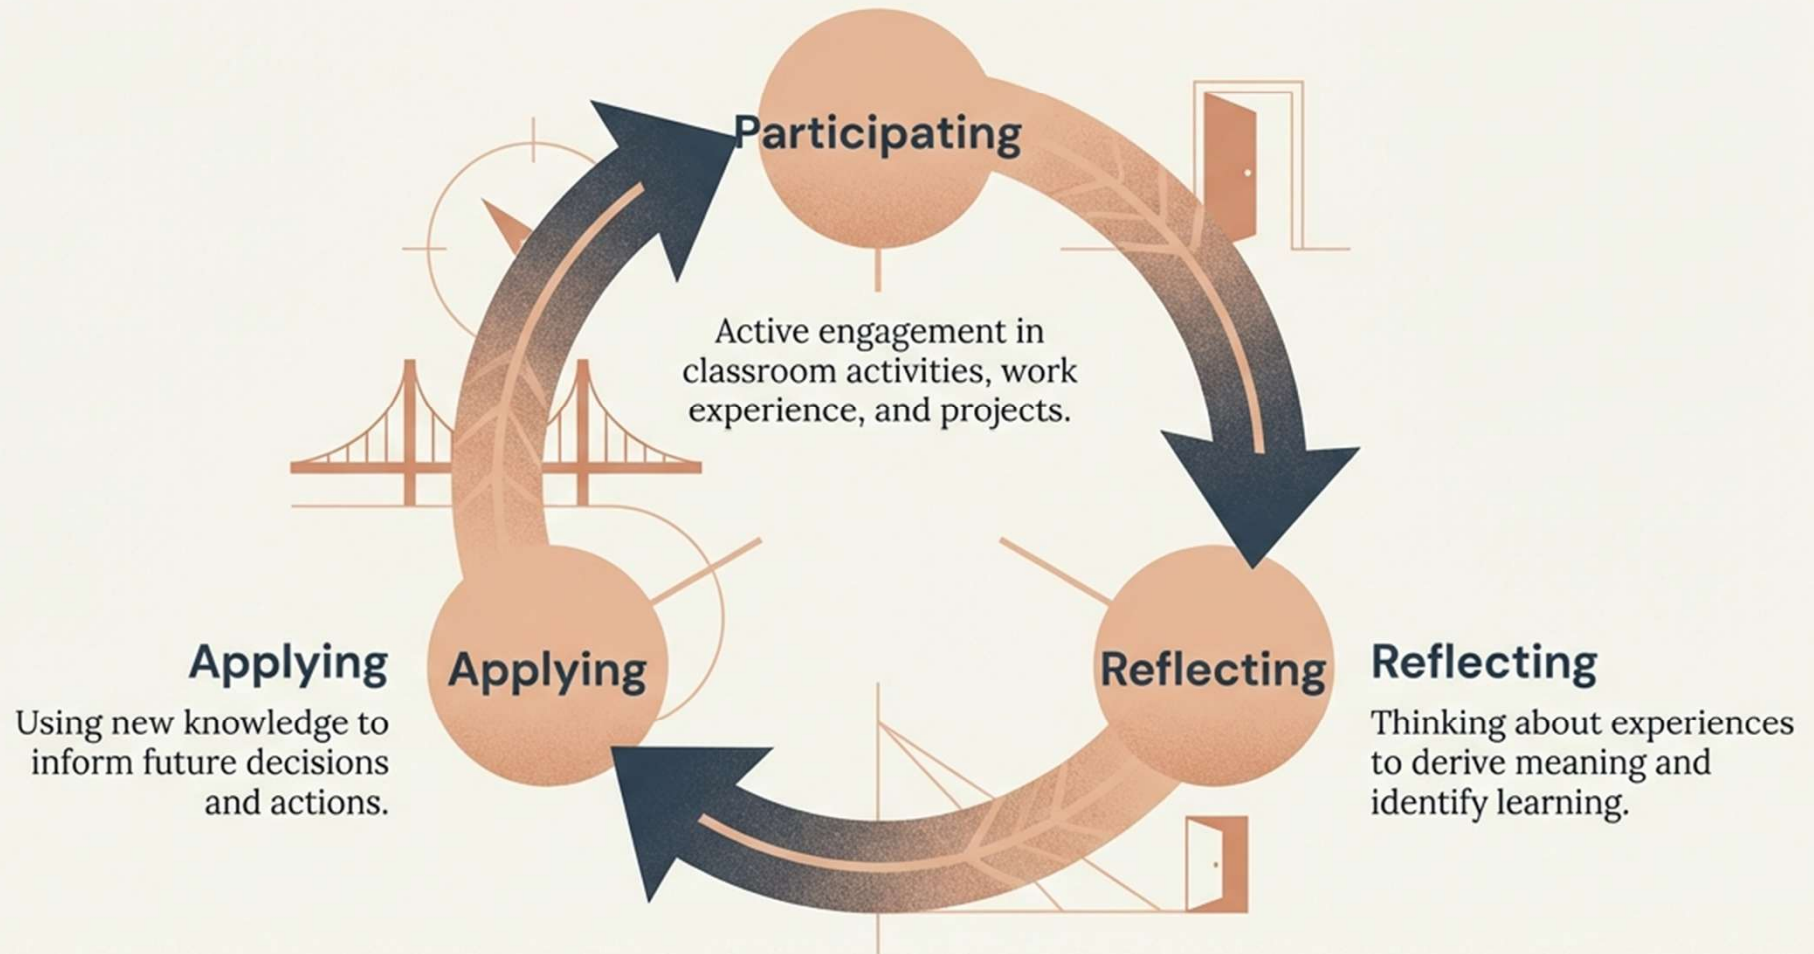 Participating
Active engagement in
classroom activities, work
experience, and projects.
Applying
Using new knowledge to
inform future decisions
and actions.
Applying
Reflecting
Reflecting
Thinking about experiences
to derive meaning and
identify learning.